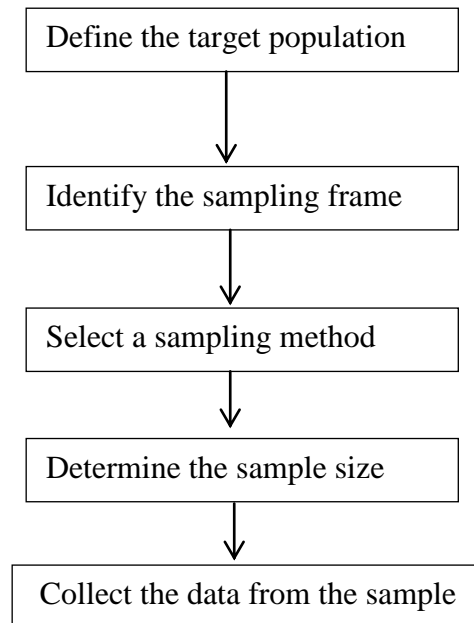 Define the target population
Identify the sampling frame
Select a sampling method
Determine the sample size
Collect the data from the sample